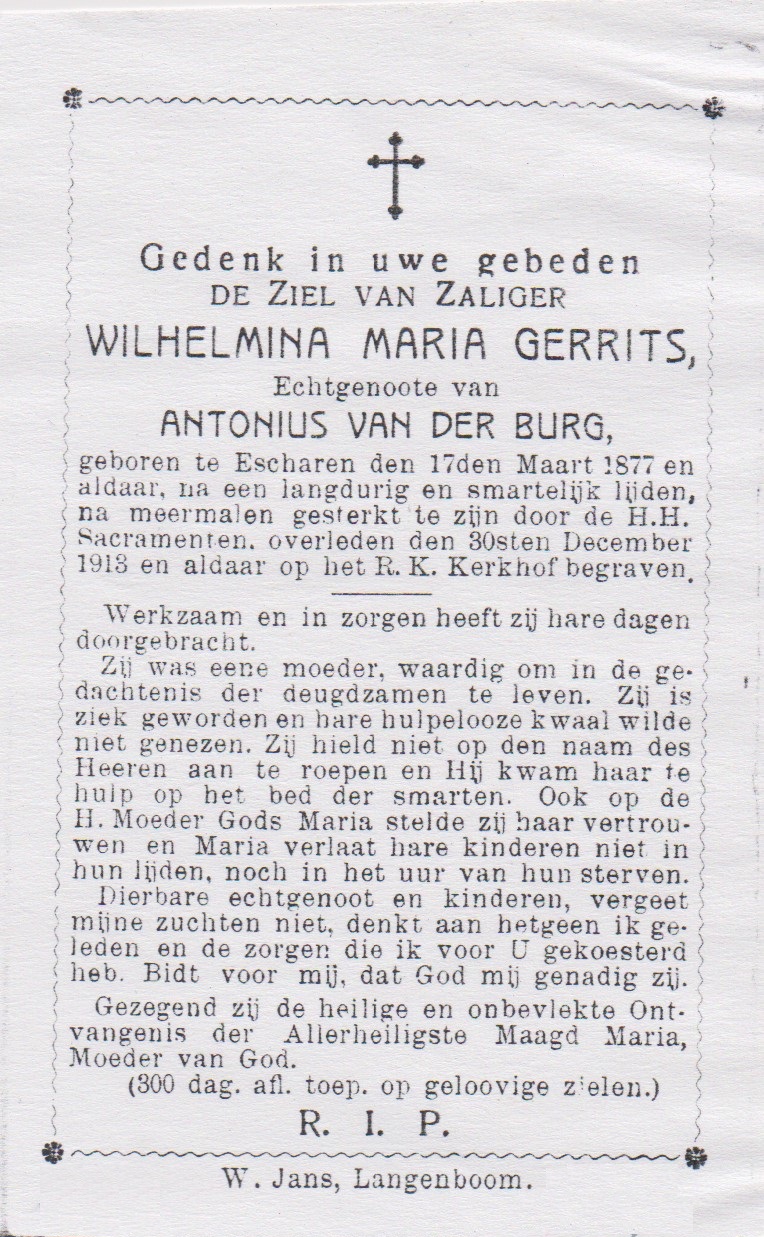 Gedenk in uwe gebeden
DE ZIEL VAN ZALIGER
WILHELMINA MARIA GERRITS,
Echtgenoote van
ANTONIUS VAN DER BURG,
geboren te Escharen den 17den Maart 1877 en
aldaar, na een langdurig en smartelijk lijden,
na meermalen gesterkt te zijn door de H.H.
Sacramenten. overleden den 30sten December
1913 en aldaar op het R. K. Kerkhof begraven.
Werkzaam en in zorgen heeft zij hare dagen
doorgebracht.
Zij was eene moeder, waardig om in de ge-
dachtenis der deugdzamen te leven. Zij is
ziek geworden en hare hulpelooze kwaal wilde
niet genezen. Zij hield niet op den naam des
Heeren aan te roepen en Hij kwam haar te
hulp op het bed der smarten. Ook op de
H. Moeder Gods Maria stelde zij haar vertrou-
wen en Maria verlaat hare kinderen niet in
hun lijden, noch in het uur van hun sterven.
Dierbare echtgenoot en kinderen, vergeet
mijne zuchten niet, denkt aan hetgeen ik ge-
leden en de zorgen die ik voor U gekoesterd
heb. Bidt voor mij, dat God mij genadig zij.
Gezegend zij de heilige en onbevlekte Ont-
vangenis der Allerheiligste Maagd Maria,
Moeder van God.
(300 dag. afl. toep. op geloovige zielen.)
R. I. P.
W. Jans, Langenboom.